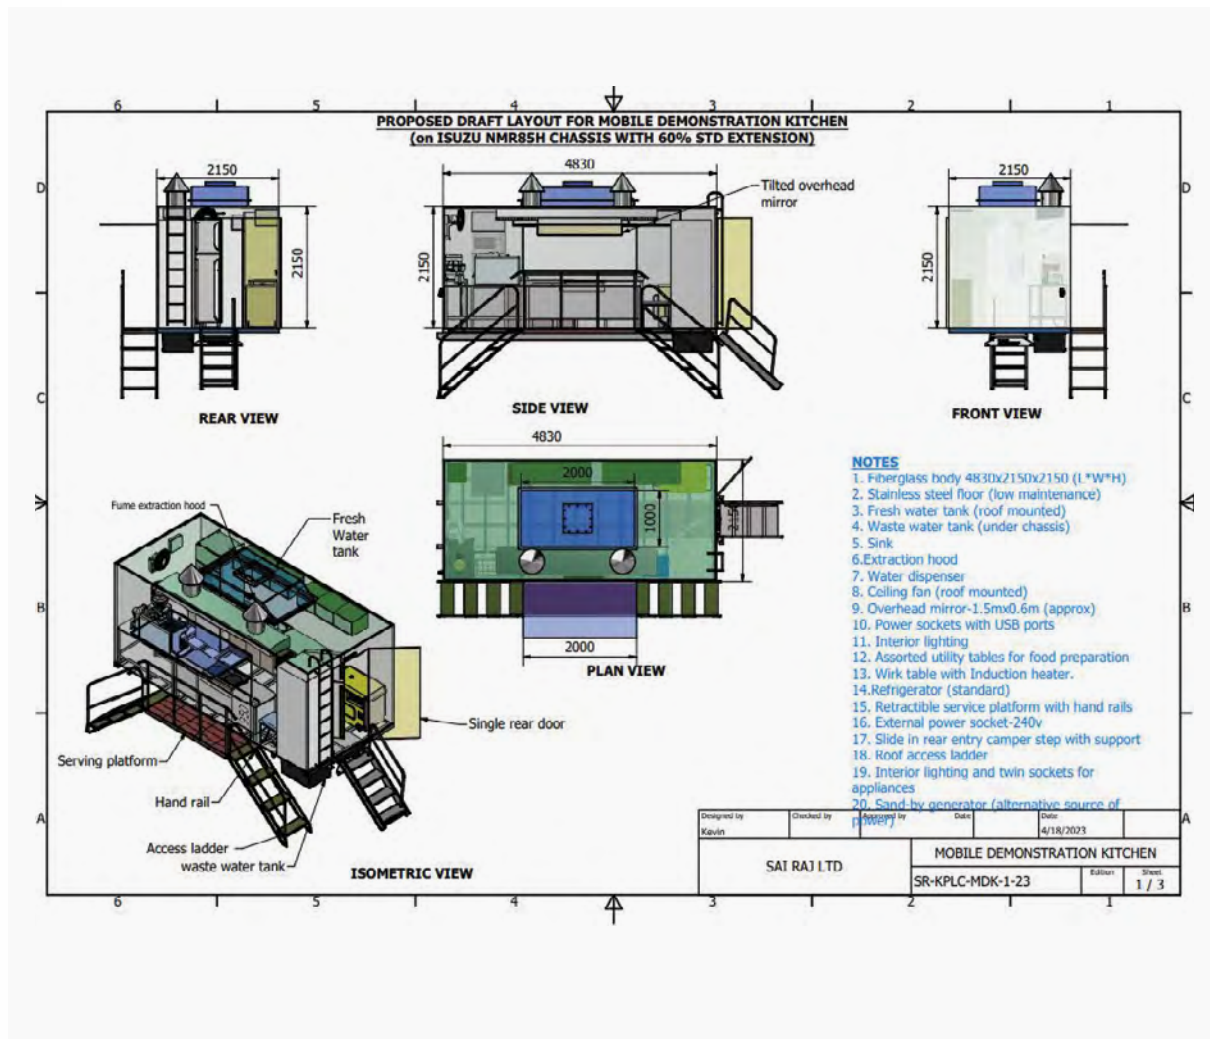 6 5 4 3 2 1
PROPOSED DRAFT LAYOUT FOR MOBILE DEMONSTRATION KITCHEN
(on ISUZU NMR85H CHASSIS WITH 60% STD EXTENSION)
D
D
2150
2150
REAR VIEW
4830
2150
Tilted overhead
mirror
SIDE VIEW
2150
2150
FRONT VIEW
C
C
4830
2000
1000
2150
2000
PLAN VIEW
Fume extraction hood
Fresh
Water
tank
Single rear door
Serving platform
Hand rail
Access ladder
waste water tank
ISOMETRIC VIEW
B
B
NOTES
1. Fiberglass body 4830x2150x2150 (L*W*H)
2. Stainless steel floor (low maintenance)
3. Fresh water tank (roof mounted)
4. Waste water tank (under chassis)
5. Sink
6.Extraction hood
7. Water dispenser
8. Ceiling fan (roof mounted)
9. Overhead mirror-1.5mx0.6m (approx)
10. Power sockets with USB ports
11. Interior lighting
12. Assorted utility tables for food preparation
13. Wirk table with Induction heater.
14.Refrigerator (standard)
15. Retractible service platform with hand rails
16. External power socket-240v
17. Slide in rear entry camper step with support
18. Roof access ladder
19. Interior lighting and twin sockets for
appliances
20. Sand-by generator (alternative source of
power)
A
A
Designed by
Kevin
Checked by
Approved by
Date
Date
4/18/2023
SAI RAJ LTD
MOBILE DEMONSTRATION KITCHEN
SR-KPLC-MDK-1-23
Edition
Sheet
1 / 3
6 5 4 3 2 1